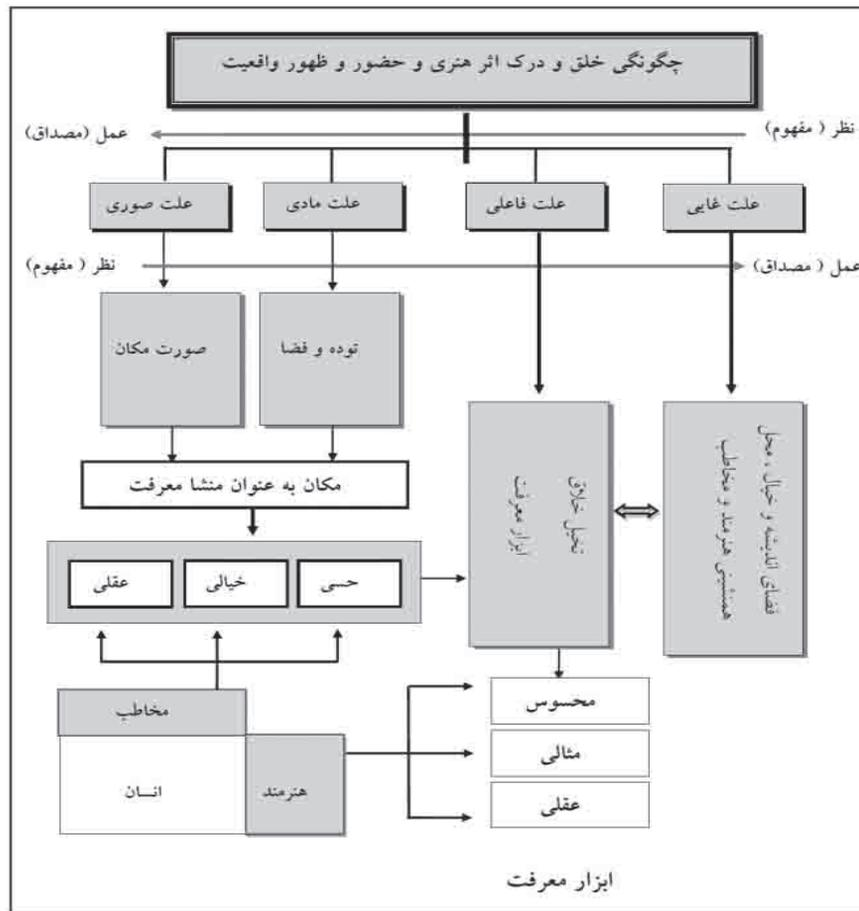 چگونگی خلق و درک اثر هنری و حضور و ظهور واقعیت
نظر ( مفهوم)
عمل (مصداق)
علت غایی
علت فاعلی
علت مادی
علت صوری
عمل ( مصداق)
نظر ( مفهوم)
توده و فضا
صورت مکان
فضای اندیشه و خیال ، محل
همنشینی هنرمند و مخاطب
تخیل خلاق
ابزار معرفت
مکان به عنوان منشا معرفت
حسی
خیالی
عقلی
مخاطب
انسان
هنرمند
محسوس
مثالی
عقلی
ابزار معرفت